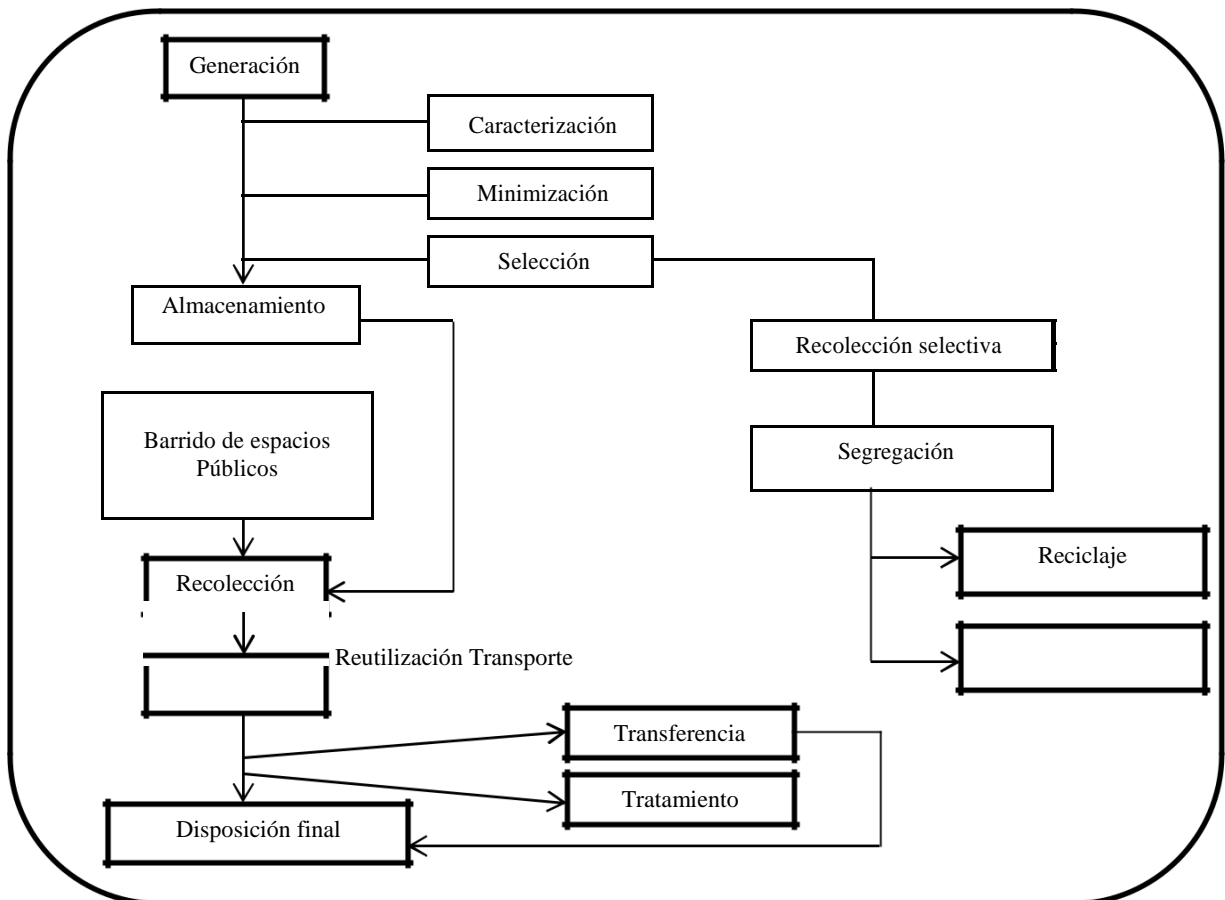 Generación
Caracterización
Minimización
Selección
Almacenamiento
Recolección selectiva
Barrido de espacios
Públicos
Segregación
Reciclaje
Recolección
Reutilización Transporte
Transferencia
Tratamiento
Disposición final